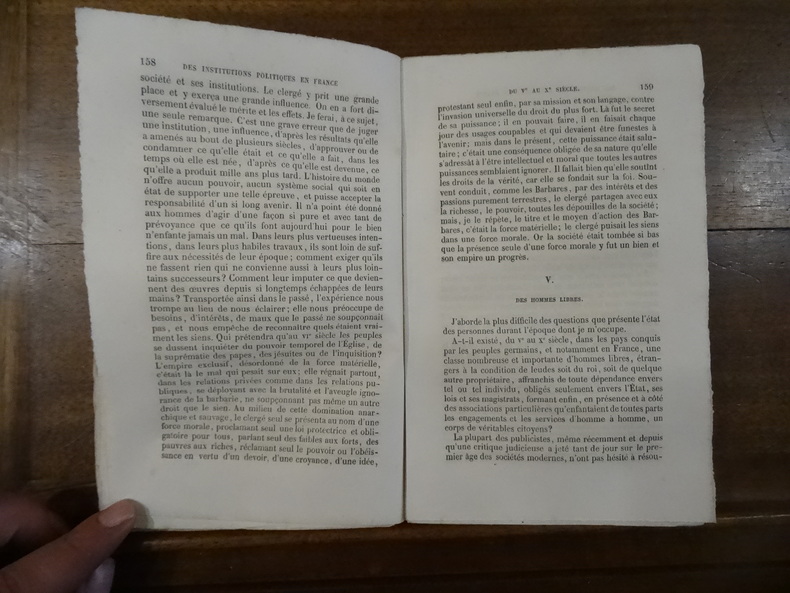 158
DES INSTITUTIONS POLITIQUES EN FRANCE
société et ses institutions. Le clergé y prit une grande
place et y exerça une grande influence. On en a fort di-
versement évalué le mérite et les effets. Je ferai, à ce sujet,
une seule remarque. C'est une grave erreur que de juger
une institution, une influence, d'après les résultats qu'elle
a amenés au bout de plusieurs siècles, d'approuver ou de
condamner ce qu'elle était et ce qu'elle a fait, dans les
temps où elle est née, d'après ce qu'elle est devenue, ce
qu'elle a produit mille ans plus tard. L'histoire du monde
n'offre aucun pouvoir, aucun système social qui soit en
état de supporter une telle épreuve, et puisse accepter la
responsabilité d'un si long avenir. Il n'a point été donné
aux hommes d'agir d'une façon si pure et avec tant de
prévoyance que ce qu'ils font aujourd'hui pour le bien
n'enfante jamais un mal. Dans leurs plus vertueuses inten-
tions, dans leurs plus habiles travaux, ils sont loin de suf-
fire aux nécessités de leur époque; comment exiger qu'ils
ne fassent rien qui ne convienne aussi à leurs plus loin-
tains successeurs? Comment leur imputer ce que devien-
nent des œuvres depuis si longtemps échappées de leurs
mains? Transportée ainsi dans le passé, l'expérience nous
trompe au lieu de nous éclairer; elle nous préoccupe de
besoins, d'intérêts, de maux que le passé ne soupçonnait
pas, et nous empêche de reconnaître quels étaient vrai-
ment les siens. Qui prétendra qu'au VIe siècle les peuples
se dussent inquiéter du pouvoir temporel de l'Église, de
la suprématie des papes, des jésuites ou de l'inquisition?
L'empire exclusif, désordonné de la force matérielle,
c'était là le mal qui pesait sur eux; elle régnait partout,
dans les relations privées comme dans les relations pu-
bliques, se déployant avec la brutalité et l'aveugle igno-
rance de la barbarie, ne soupçonnant pas même un autre
droit que le sien. Au milieu de cette domination anar-
chique et sauvage, le clergé seul se présenta au nom d'une
force morale, proclamant seul une loi protectrice et obli-
gatoire pour tous, parlant seul des faibles aux forts, des
pauvres aux riches, réclamant seul le pouvoir ou l'obéis-
sance en vertu d'un devoir, d'une croyance, d'une idée,
DU Ve AU Xe SIÈCLE.
159
protestant seul enfin, par sa mission et son langage, contre
l'invasion universelle du droit du plus fort. Là fut le secret
de sa puissance; il en pouvait faire, il en faisait chaque
jour des usages coupables et qui devaient être funestes à
l'avenir; mais dans le présent, cette puissance était salu-
taire; c'était une conséquence obligée de sa nature qu'elle
s'adressât à l'être intellectuel et moral que toutes les autres
puissances semblaient ignorer. Il fallait bien qu'elle soutînt
les droits de la vérité, car elle se fondait sur la foi. Sou-
vent conduit, comme les Barbares, par des intérêts et des
passions purement terrestres, le clergé partagea avec eux
la richesse, le pouvoir, toutes les dépouilles de la société;
mais, je le répète, le titre et le moyen d'action des Bar-
bares, c'était la force matérielle; le clergé puisait les siens
dans une force morale. Or la société était tombée si bas
que la présence seule d'une force morale y fut un bien et
son empire un progrès.
V.
DES HOMMES LIBRES.
J'aborde la plus difficile des questions que présente l'état
des personnes durant l'époque dont je m'occupe.
A-t-il existé, du Ve au Xe siècle, dans les pays conquis
par les peuples germains, et notamment en France, une
classe nombreuse et importante d'hommes libres, étran-
gers à la condition de leudes soit du roi, soit de quelque
autre propriétaire, affranchis de toute dépendance envers
tel ou tel individu, obligés seulement envers l'État, ses
lois et ses magistrats, formant enfin, en présence et à côté
des associations particulières qu'enfantaient de toutes parts
les engagements et les services d'homme à homme, un
corps de véritables citoyens?
La plupart des publicistes, même récemment et depuis
qu'une critique judicieuse a jeté tant de jour sur le pre-
mier âge des sociétés modernes, n'ont pas hésité à résou-